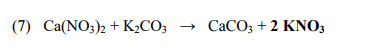 (7) Ca(NO₃)₂ + K₂CO₃ → CaCO₃ + 2 KNO₃